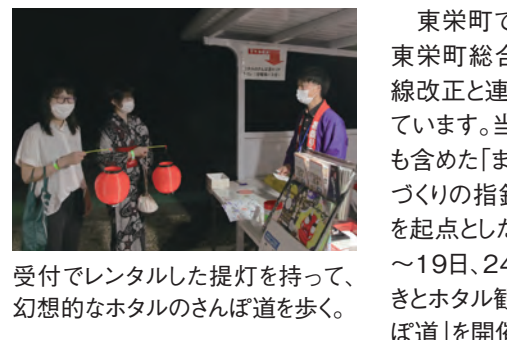 受付でレンタルした提灯を持って、
幻想的なホタルのさんぽ道を歩く。
東栄町で
東栄町総合
線改正と連
ています。当
も含めた「ま
づくりの指針
を起点とした
～19日、24
きとホタル観
ぽ道」を開催